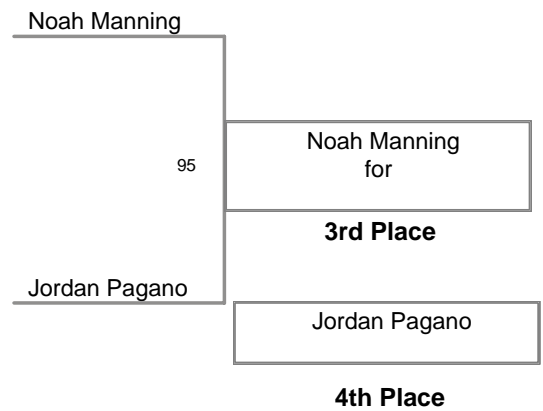 Noah Manning
Noah Manning
for
95
3rd Place
Jordan Pagano
Jordan Pagano
4th Place